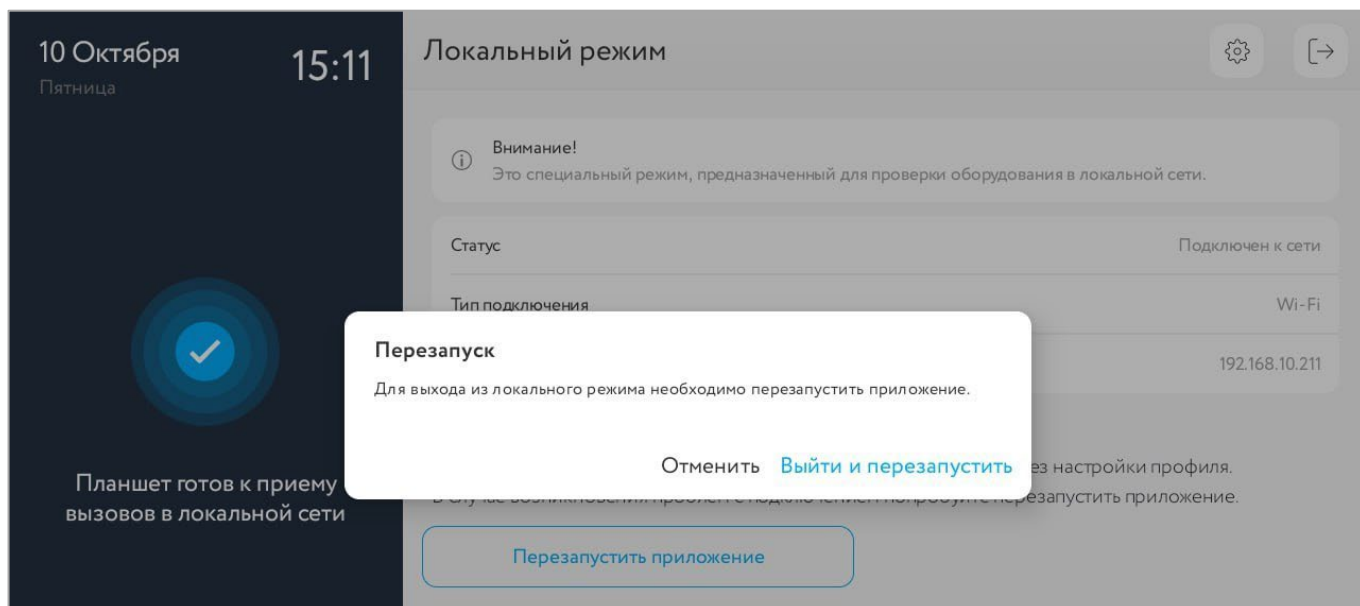 10 Октября
15:11
Пятница
Локальный режим
Внимание!
Это специальный режим, предназначенный для проверки оборудования в локальной сети.
Статус
Подключен к сети
Тип подключения
Wi-Fi
192.168.10.211
Перезапуск
Для выхода из локального режима необходимо перезапустить приложение.
Отменить
Выйти и перезапустить
ез настройки профиля.
перезапустить приложение.
Планшет готов к приему
вызовов в локальной сети
Перезапустить приложение